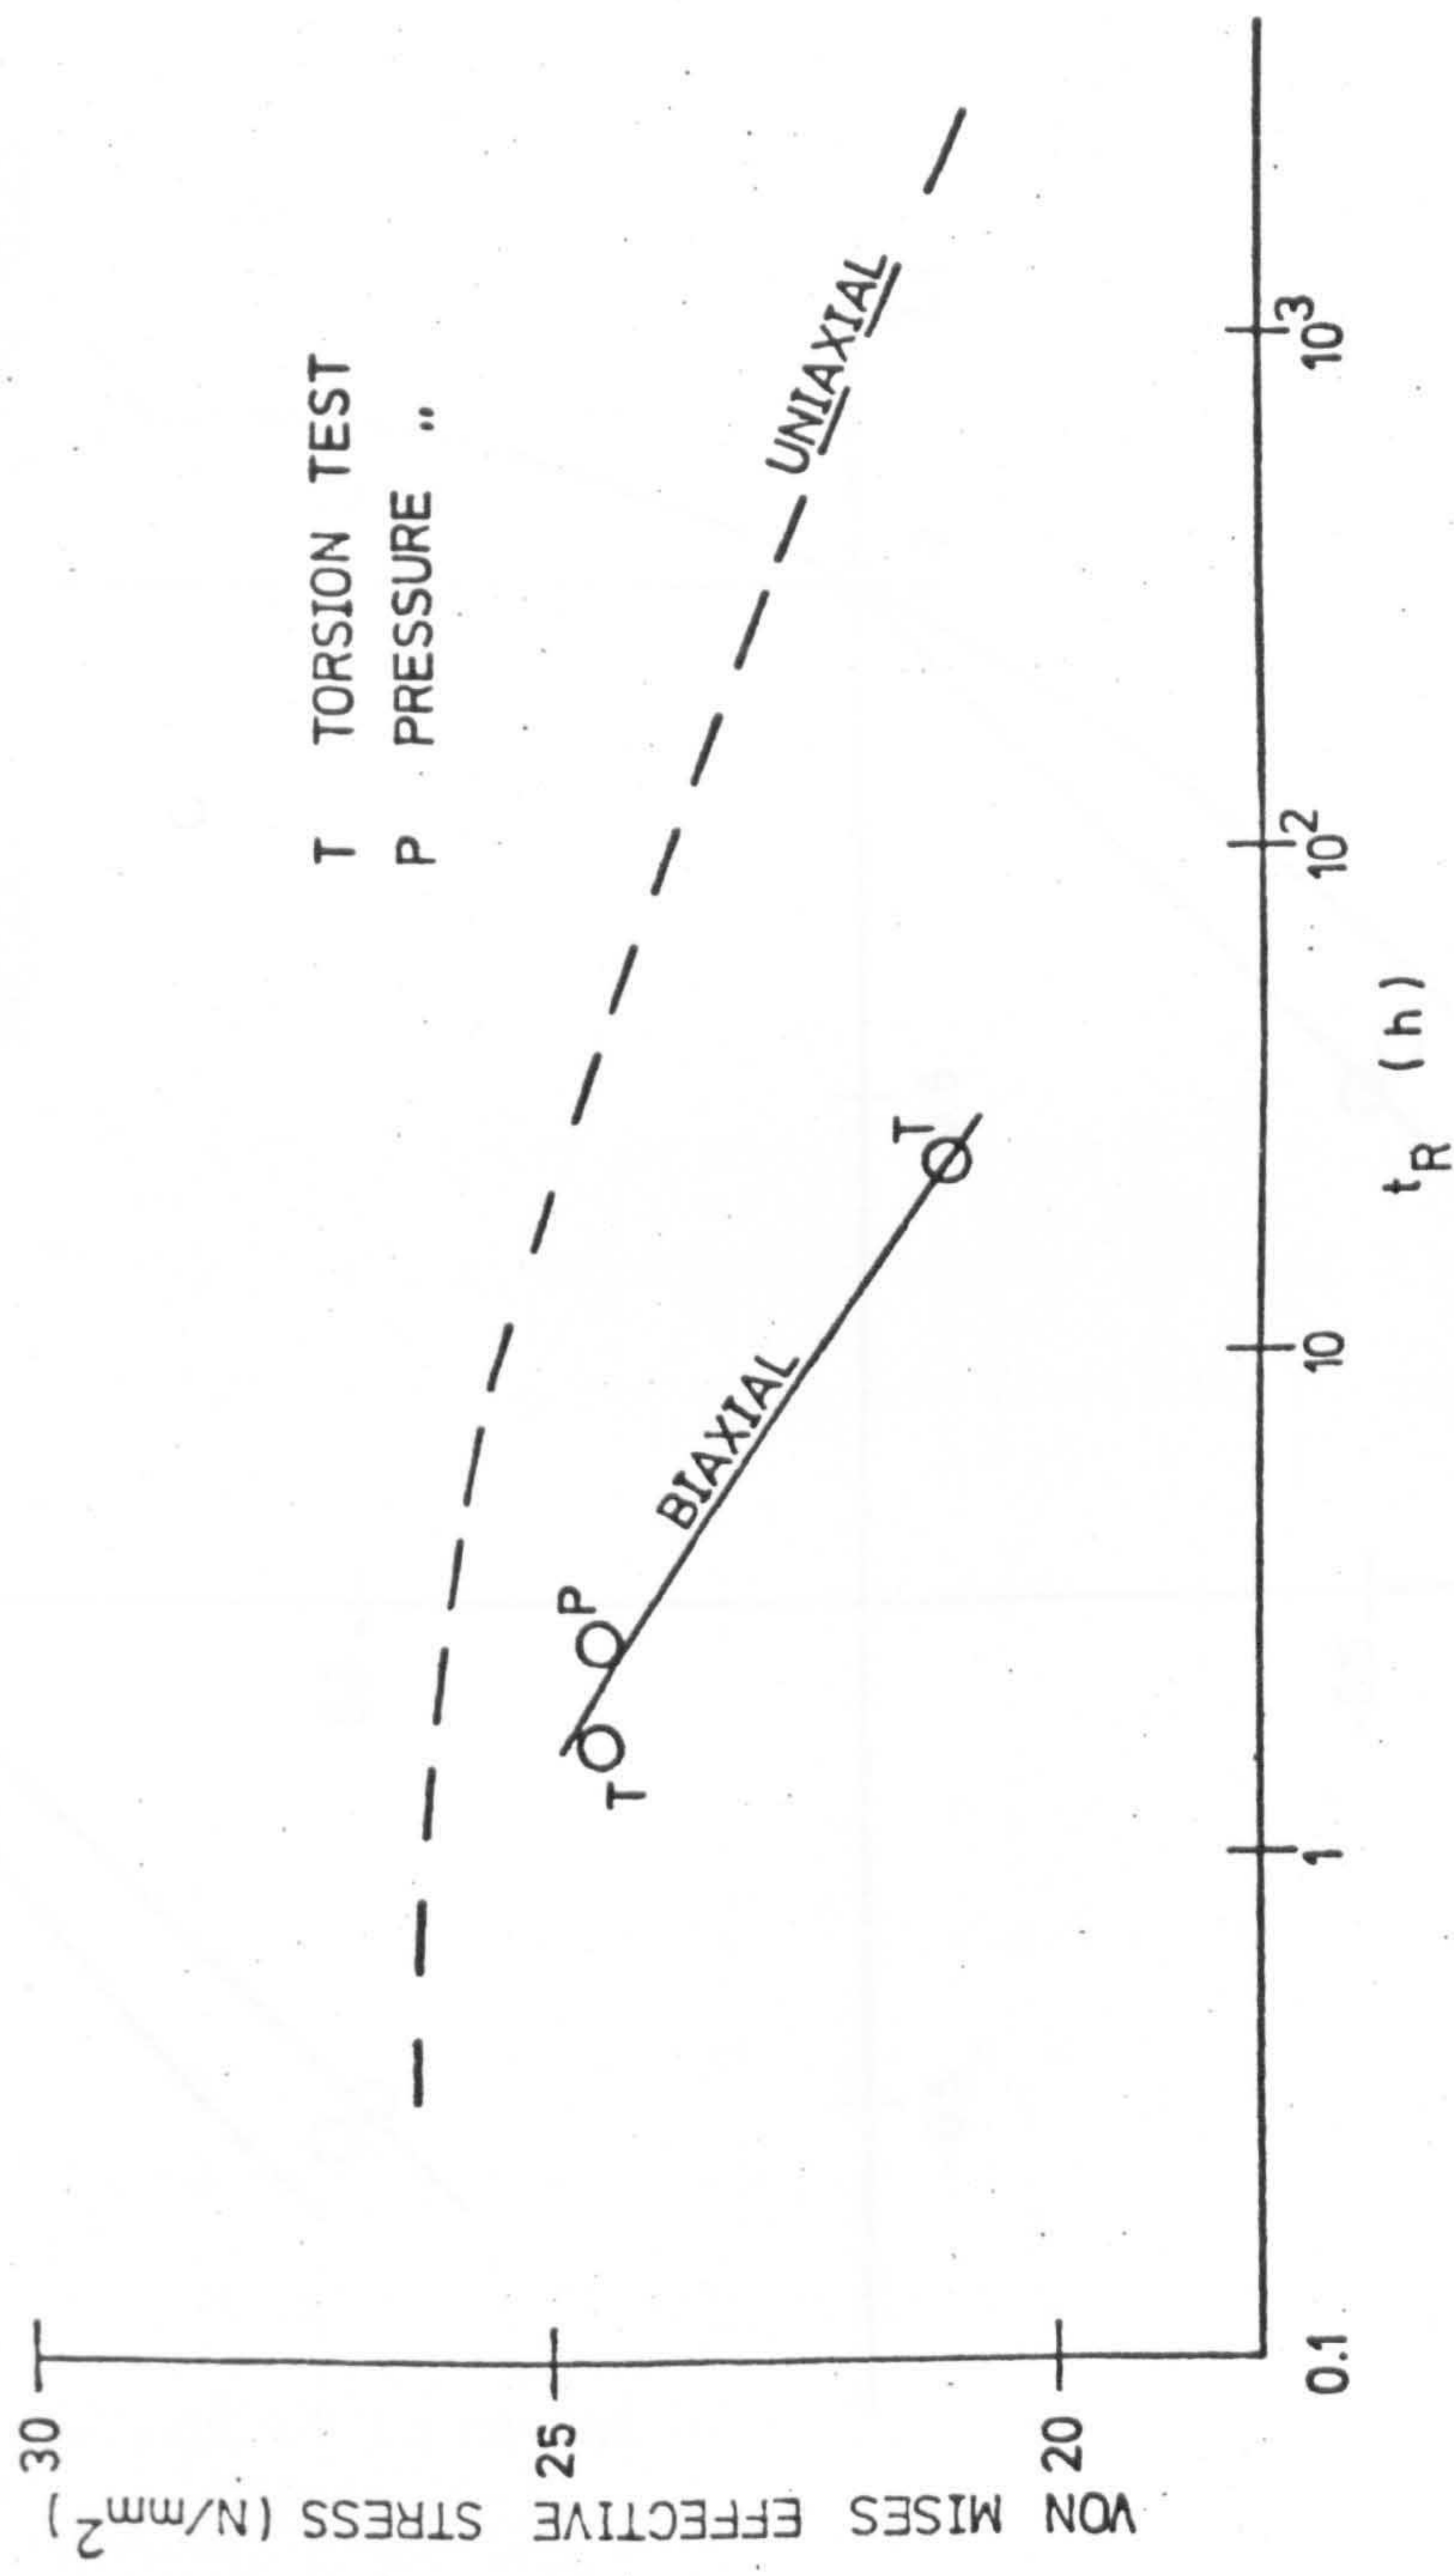 VON MISES EFFECTIVE STRESS (N/mm²)
30
25
20
T TORSION TEST
P PRESSURE "
UNIAXIAL
BIAXIAL
T
P
T
0.1 1 10 10² 10³
tR (h)